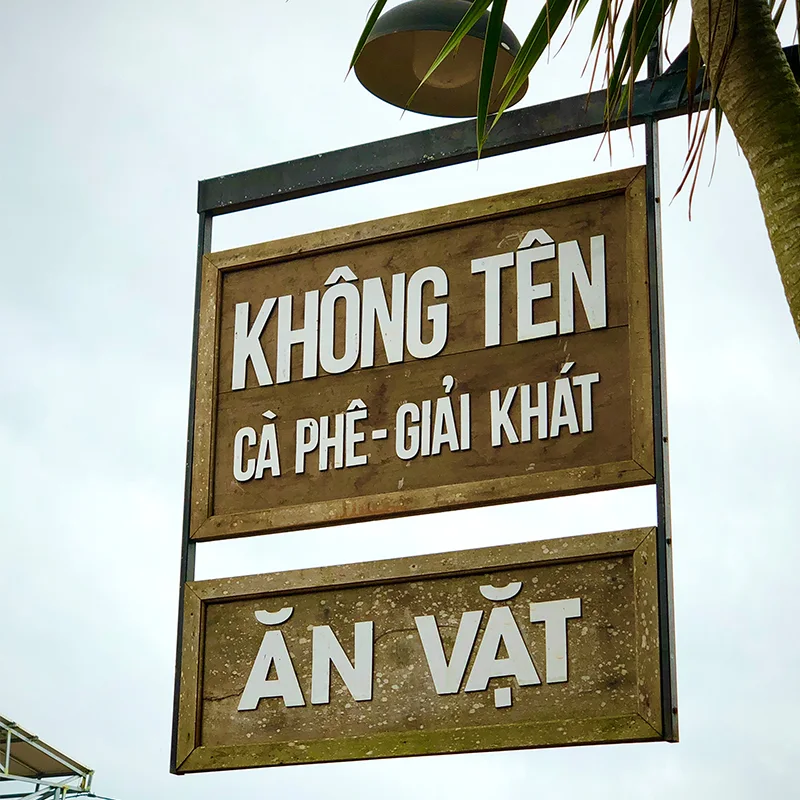 KHÔNG TÊN
CÀ PHÊ - GIẢI KHÁT
ĂN VẶT